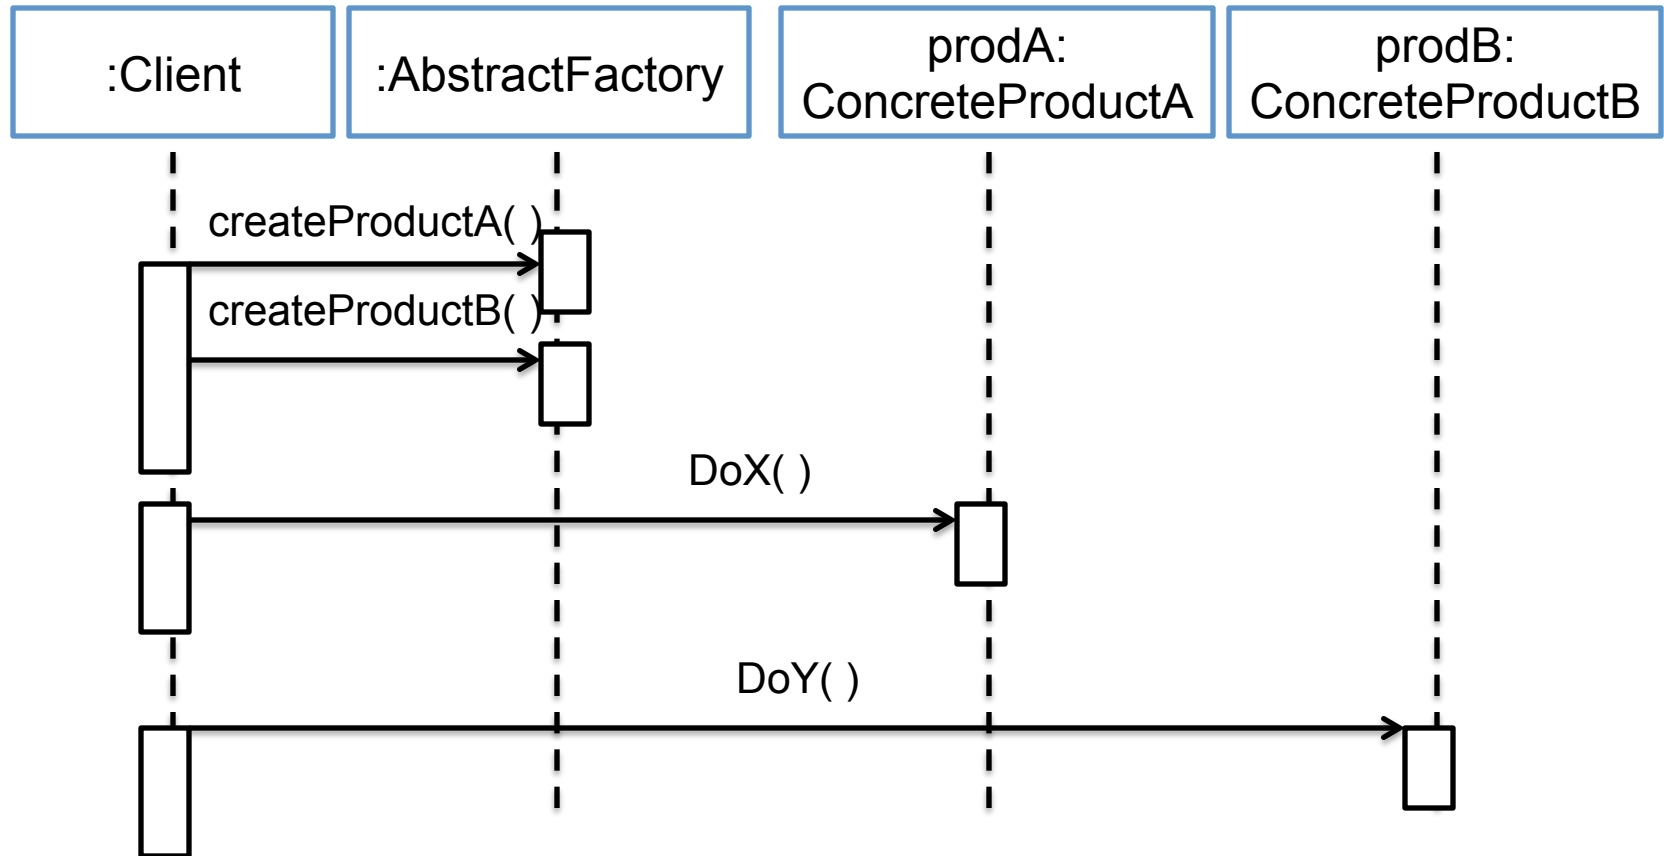 :Client
:AbstractFactory
prodA:
ConcreteProductA
prodB:
ConcreteProductB
createProductA( )
createProductB( )
DoX( )
DoY( )